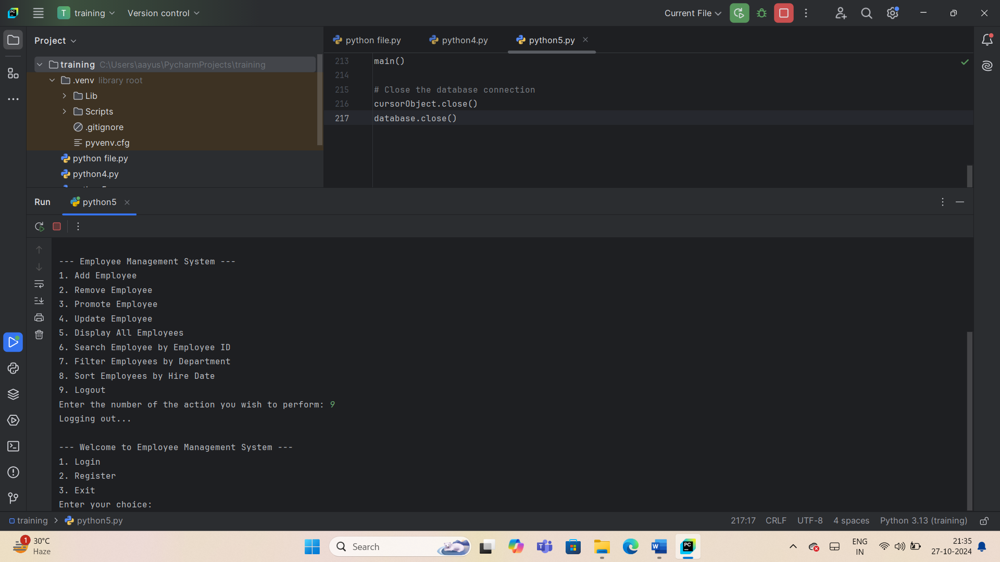 T training Version control Current File
Project
python file.py python4.py python5.py
training C:\Users\aayus\PycharmProjects\training
.venv library root
Lib
Scripts
.gitignore
pyvenv.cfg
python file.py
python4.py
213 main()
214
215 # Close the database connection
216 cursorObject.close()
217 database.close()
Run python5
--- Employee Management System ---
1. Add Employee
2. Remove Employee
3. Promote Employee
4. Update Employee
5. Display All Employees
6. Search Employee by Employee ID
7. Filter Employees by Department
8. Sort Employees by Hire Date
9. Logout
Enter the number of the action you wish to perform: 9
Logging out...
--- Welcome to Employee Management System ---
1. Login
2. Register
3. Exit
Enter your choice:
training > python5.py 217:17 CRLF UTF-8 4 spaces Python 3.13 (training)
1 30°C
Haze
Search
ENG
IN
21:35
27-10-2024